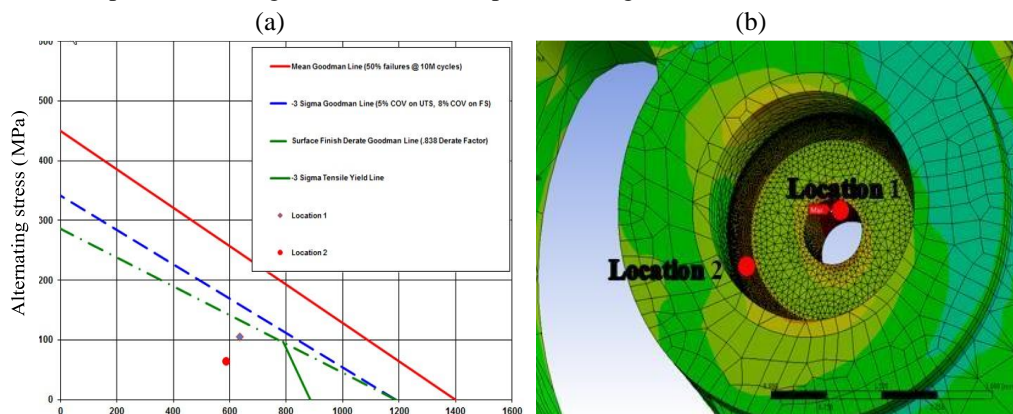 (a) (b)
500
400
300
200
100
0
Alternating stress (MPa)
Mean Goodman Line (50% failures @ 10M cycles)
-3 Sigma Goodman Line (5% COV on UTS, 8% COV on FS)
Surface Finish Derate Goodman Line (.838 Derate Factor)
-3 Sigma Tensile Yield Line
Location 1
Location 2
0 200 400 600 800 1000 1200 1400 1600
Location 1
Location 2